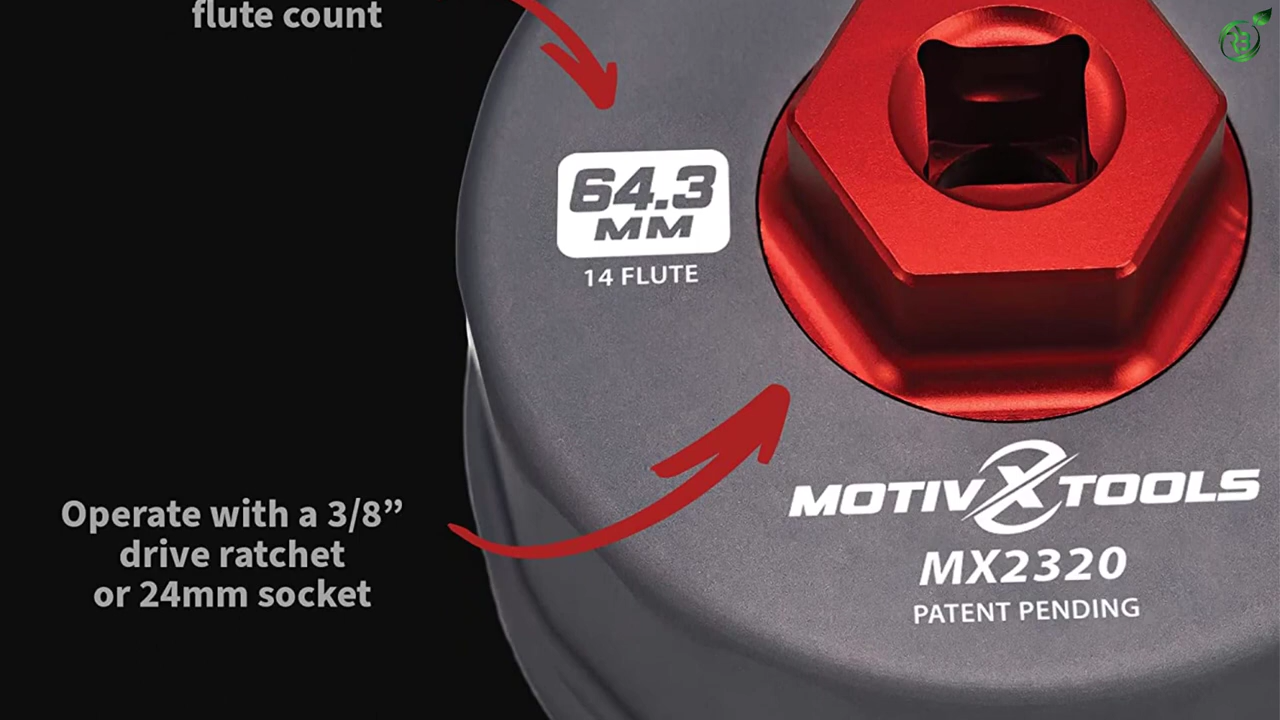 flute count
64.3
MM
14 FLUTE
MOTIV X TOOLS
MX2320
PATENT PENDING
Operate with a 3/8”
drive ratchet
or 24mm socket